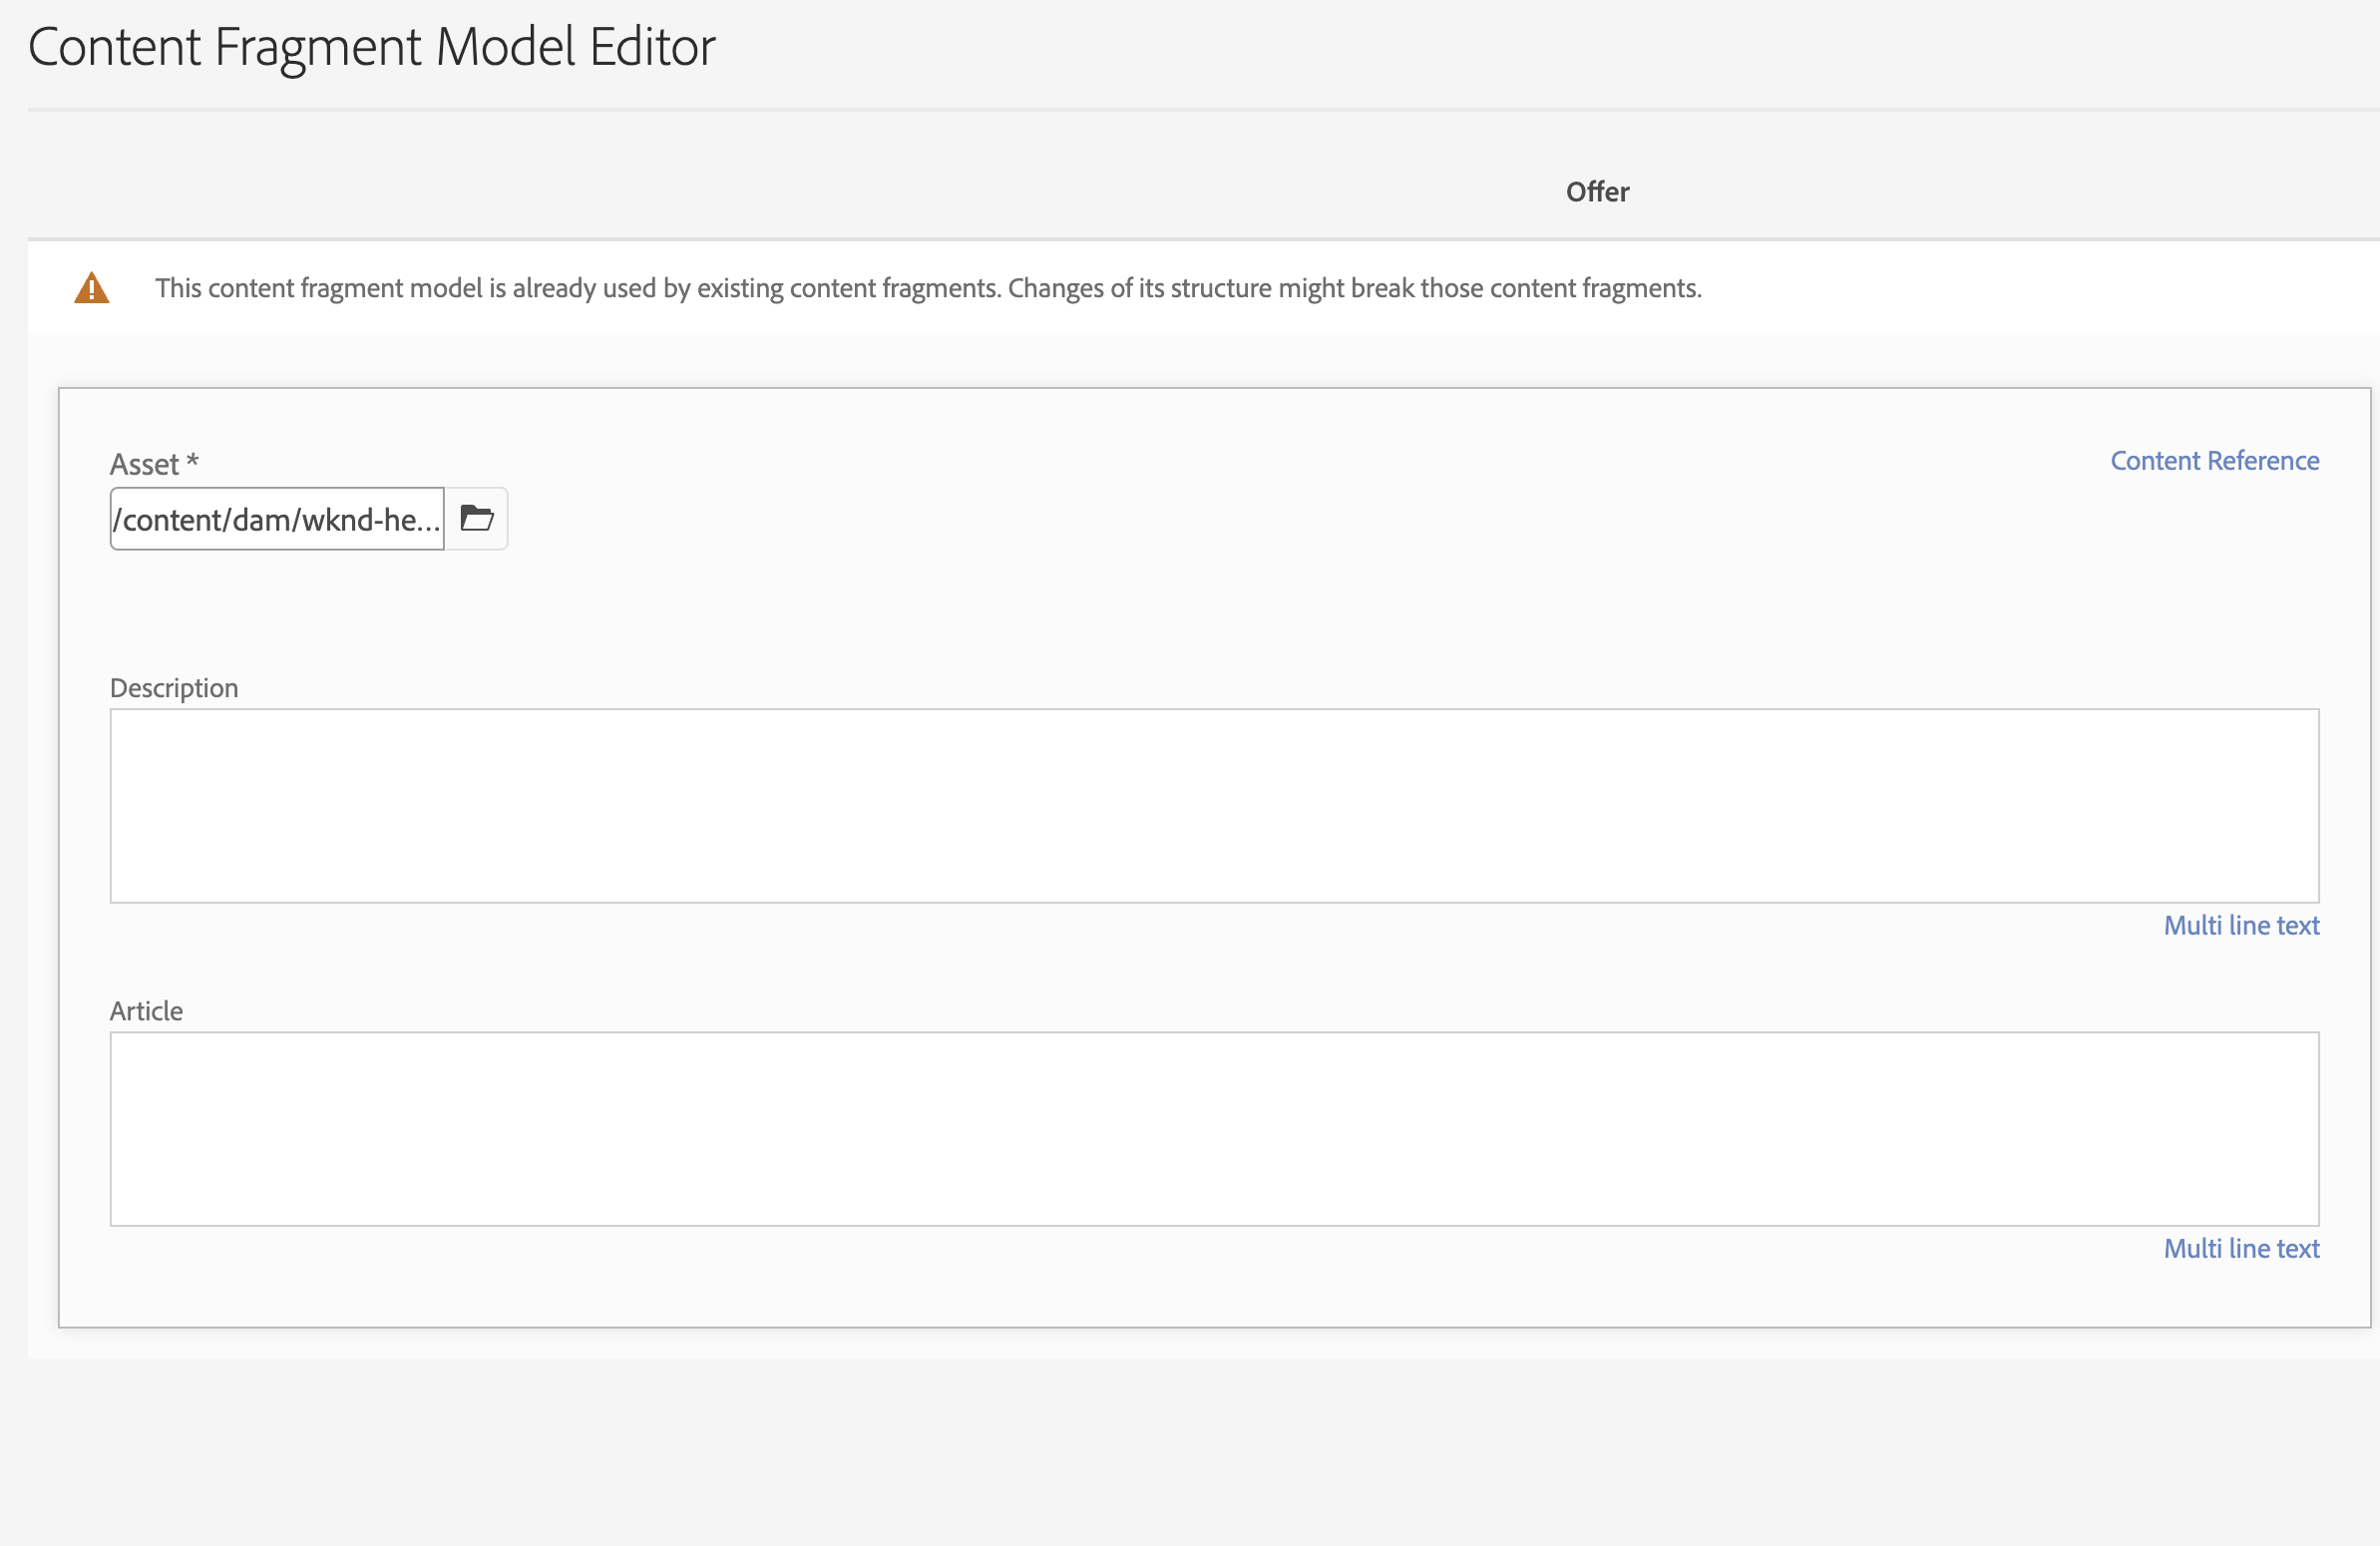 Content Fragment Model Editor
Offer
This content fragment model is already used by existing content fragments. Changes of its structure might break those content fragments.
Asset *
Content Reference
/content/dam/wknd-he...
Description
Multi line text
Article
Multi line text